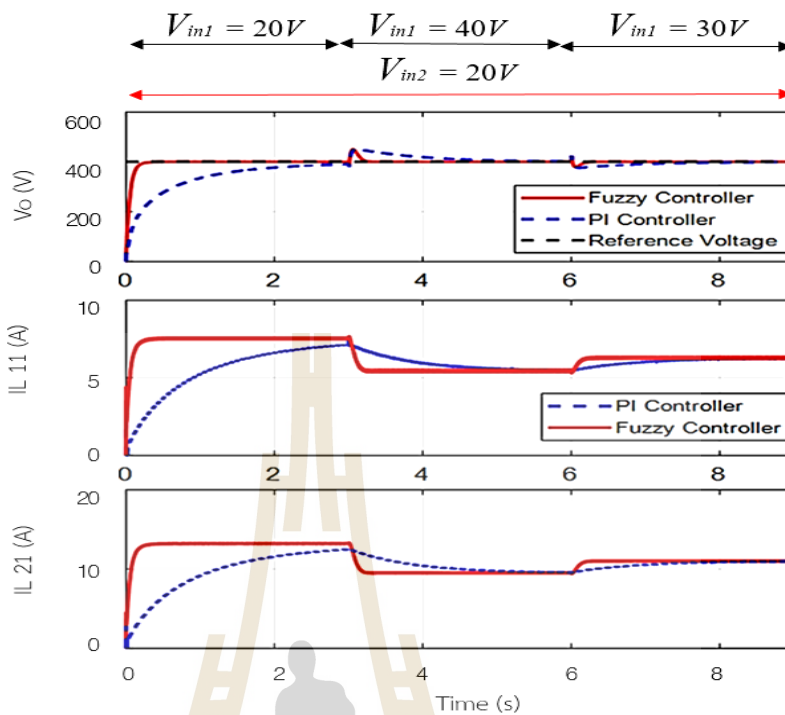 Vin1 = 20V Vin1 = 40V Vin1 = 30V
Vin2 = 20V
Vo (V)
600
400
200
0
Fuzzy Controller
PI Controller
Reference Voltage
0 2 4 6 8
IL 11 (A)
10
5
0
PI Controller
Fuzzy Controller
0 2 4 6 8
IL 21 (A)
20
10
0
0 2 4 6 8
Time (s)